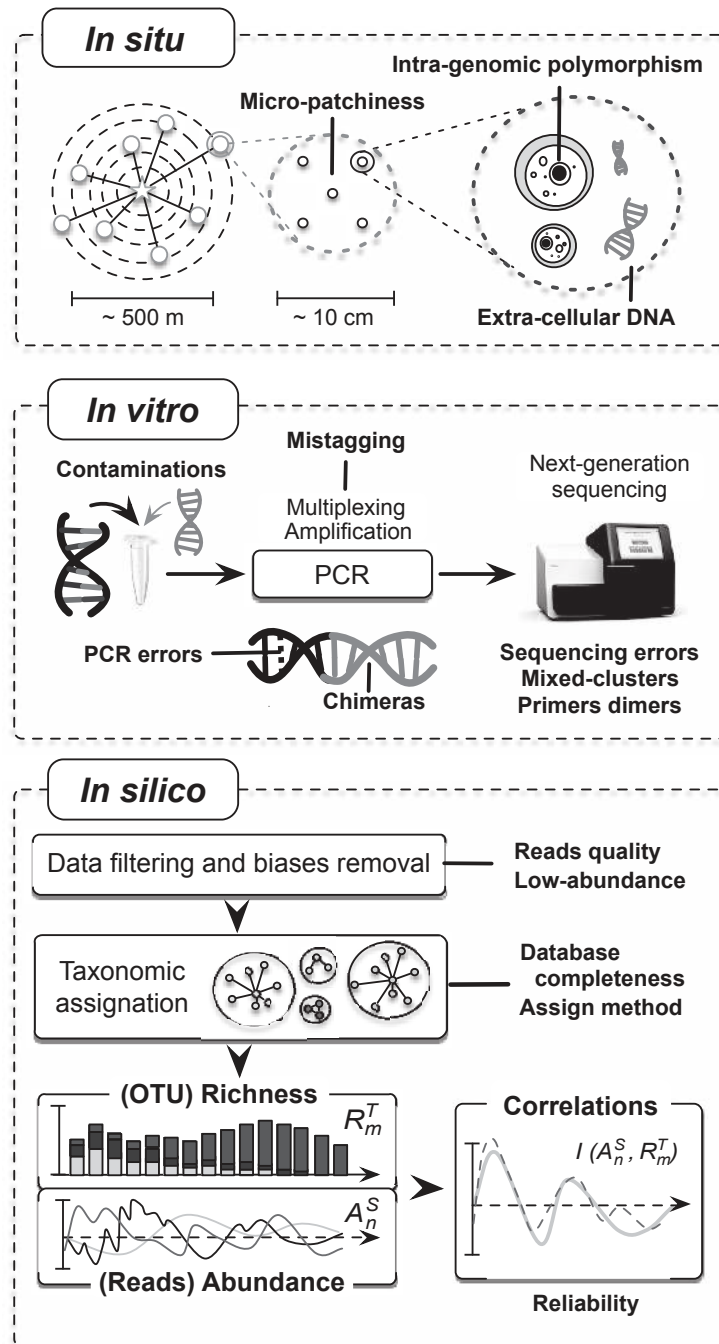 In situ
Intra-genomic polymorphism
Micro-patchiness
~ 500 m
~ 10 cm
Extra-cellular DNA
In vitro
Contaminations
Mistagging
Multiplexing
Amplification
PCR
Next-generation
sequencing
PCR errors
Chimeras
Sequencing errors
Mixed-clusters
Primers dimers
In silico
Data filtering and biases removal
Reads quality
Low-abundance
Taxonomic
assignation
Database
completeness
Assign method
(OTU) Richness
R_m^T
A_n^S
(Reads) Abundance
Correlations
I (A_n^S, R_m^T)
Reliability